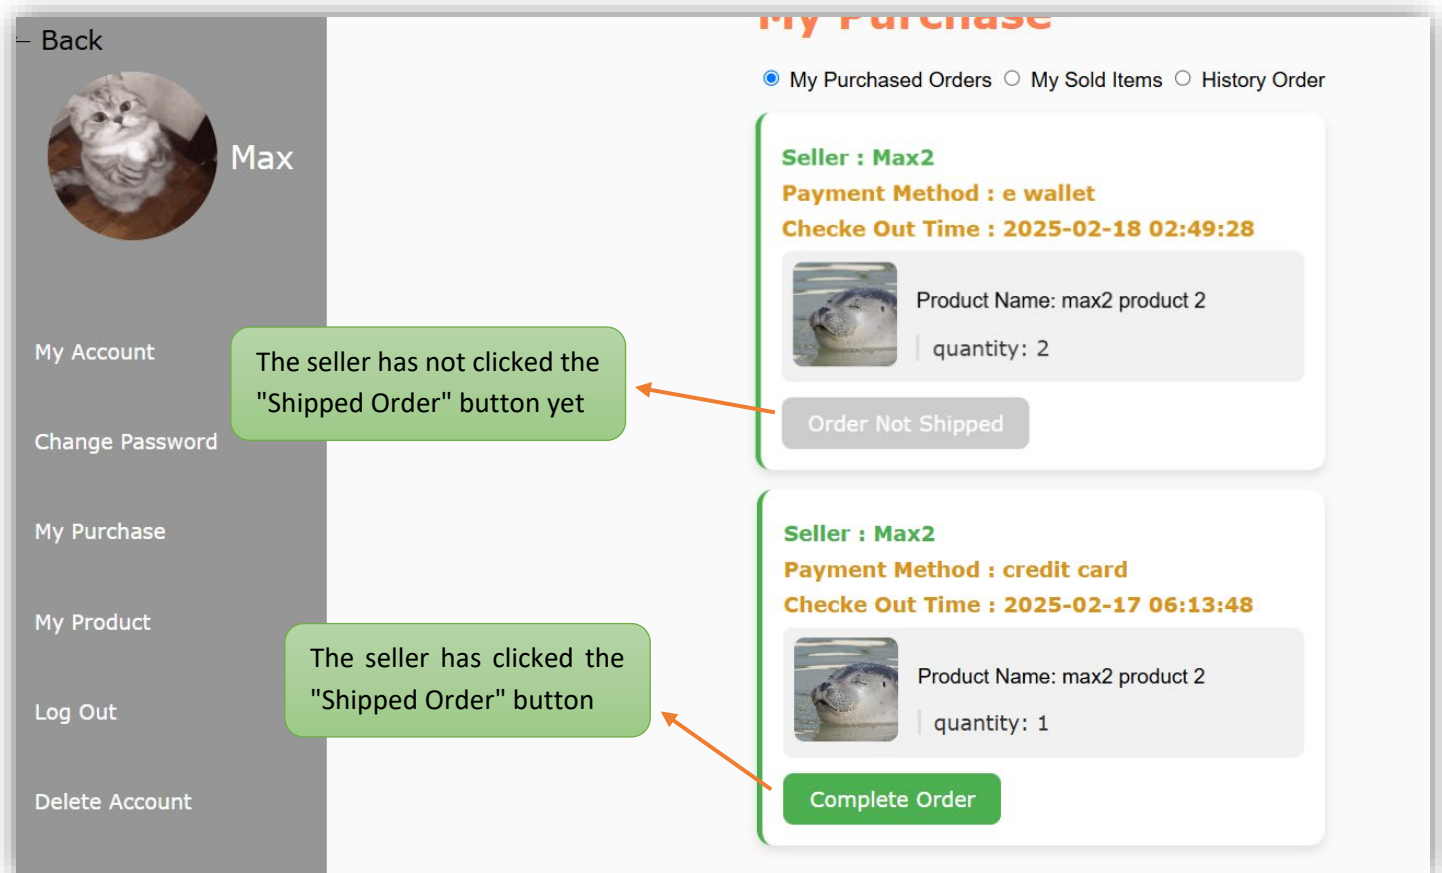 ← Back
Max
My Account
Change Password
My Purchase
My Product
Log Out
Delete Account
My Purchase
My Purchased Orders My Sold Items History Order
Seller : Max2
Payment Method : e wallet
Checke Out Time : 2025-02-18 02:49:28
Product Name: max2 product 2
quantity: 2
Order Not Shipped
The seller has not clicked the
"Shipped Order" button yet
Seller : Max2
Payment Method : credit card
Checke Out Time : 2025-02-17 06:13:48
Product Name: max2 product 2
quantity: 1
Complete Order
The seller has clicked the
"Shipped Order" button